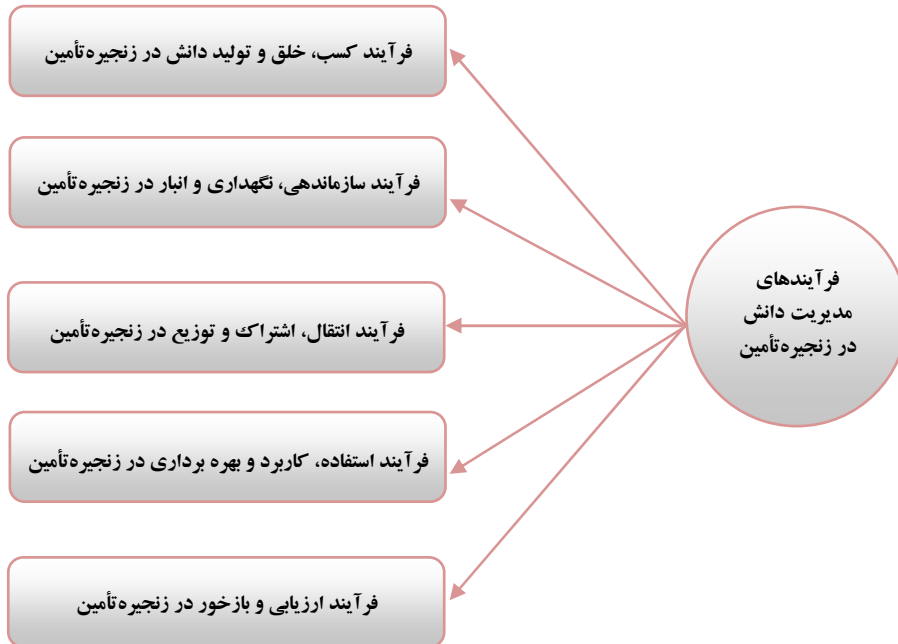 فرآیندهای
مدیریت دانش
در زنجیره‌تأمین
فرآیند کسب، خلق و تولید دانش در زنجیره‌تأمین
فرآیند سازماندهی، نگهداری و انبار در زنجیره‌تأمین
فرآیند انتقال، اشتراک و توزیع در زنجیره‌تأمین
فرآیند استفاده، کاربرد و بهره برداری در زنجیره‌تأمین
فرآیند ارزیابی و بازخور در زنجیره‌تأمین